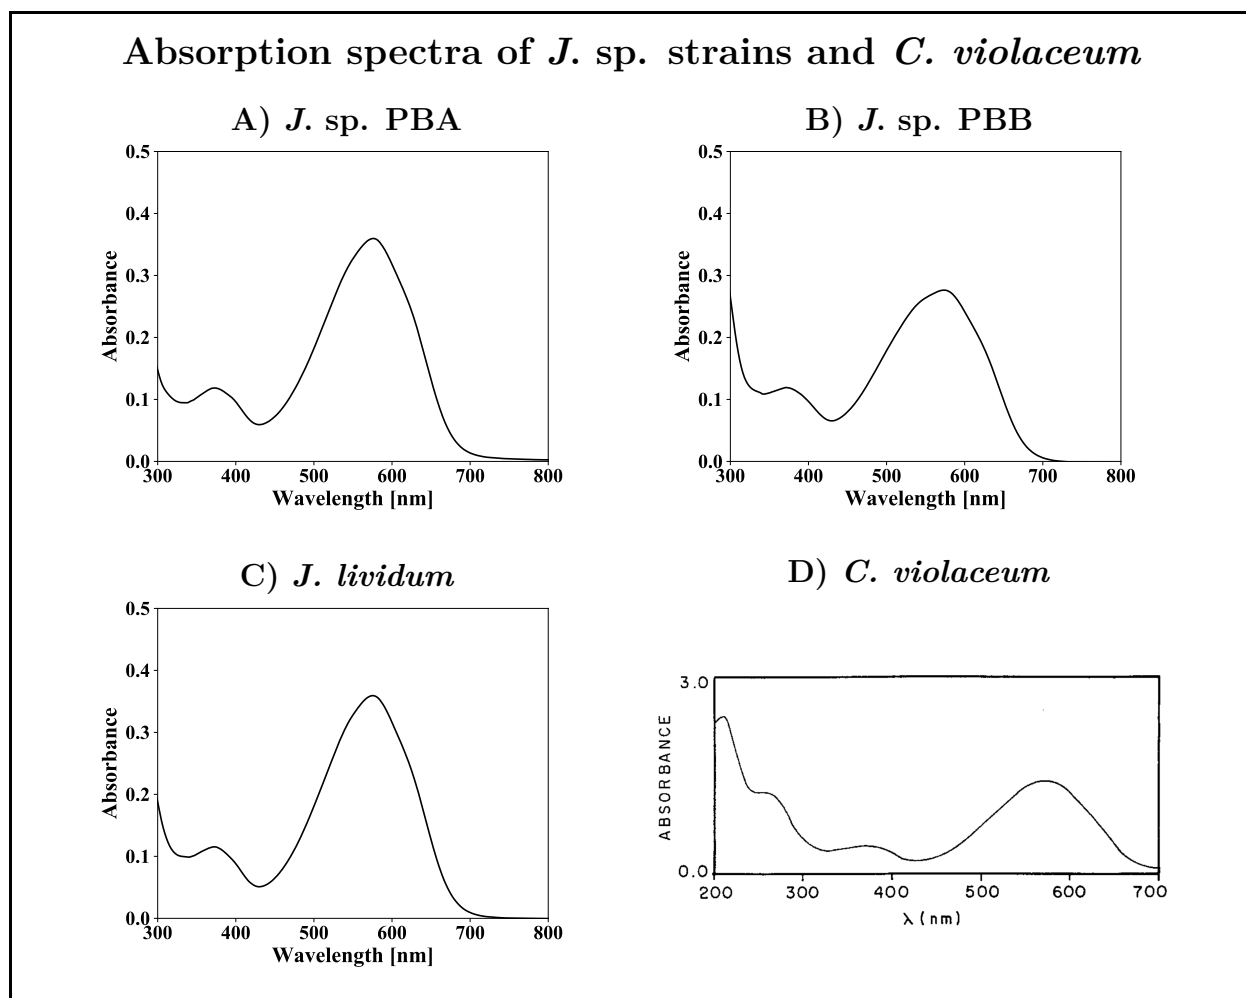 Absorption spectra of J. sp. strains and C. violaceum
A) J. sp. PBA
0.5
0.4
0.3
0.2
0.1
0.0
Absorbance
300 400 500 600 700 800
Wavelength [nm]
B) J. sp. PBB
0.5
0.4
0.3
0.2
0.1
0.0
Absorbance
300 400 500 600 700 800
Wavelength [nm]
C) J. lividum
0.5
0.4
0.3
0.2
0.1
0.0
Absorbance
300 400 500 600 700 800
Wavelength [nm]
D) C. violaceum
3.0
ABSORBANCE
0.0
200 300 400 500 600 700
λ (nm)